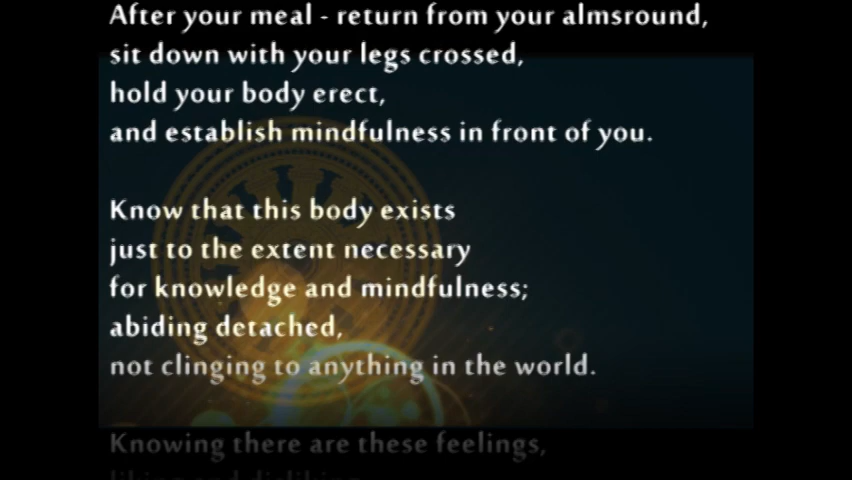 After your meal - return from your almsround,
sit down with your legs crossed,
hold your body erect,
and establish mindfulness in front of you.
Know that this body exists
just to the extent necessary
for knowledge and mindfulness;
abiding detached,
not clinging to anything in the world.
Knowing there are these feelings,